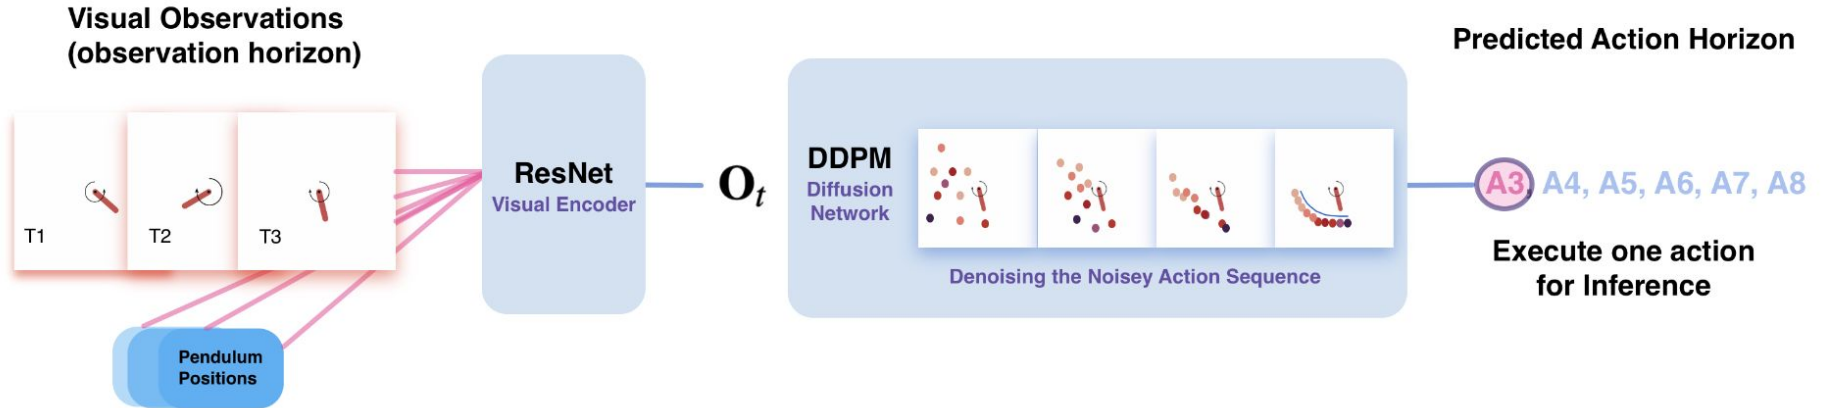 Visual Observations
(observation horizon)
T1
T2
T3
Pendulum
Positions
ResNet
Visual Encoder
Ot
DDPM
Diffusion
Network
Denoising the Noisey Action Sequence
Predicted Action Horizon
A3, A4, A5, A6, A7, A8
Execute one action
for Inference